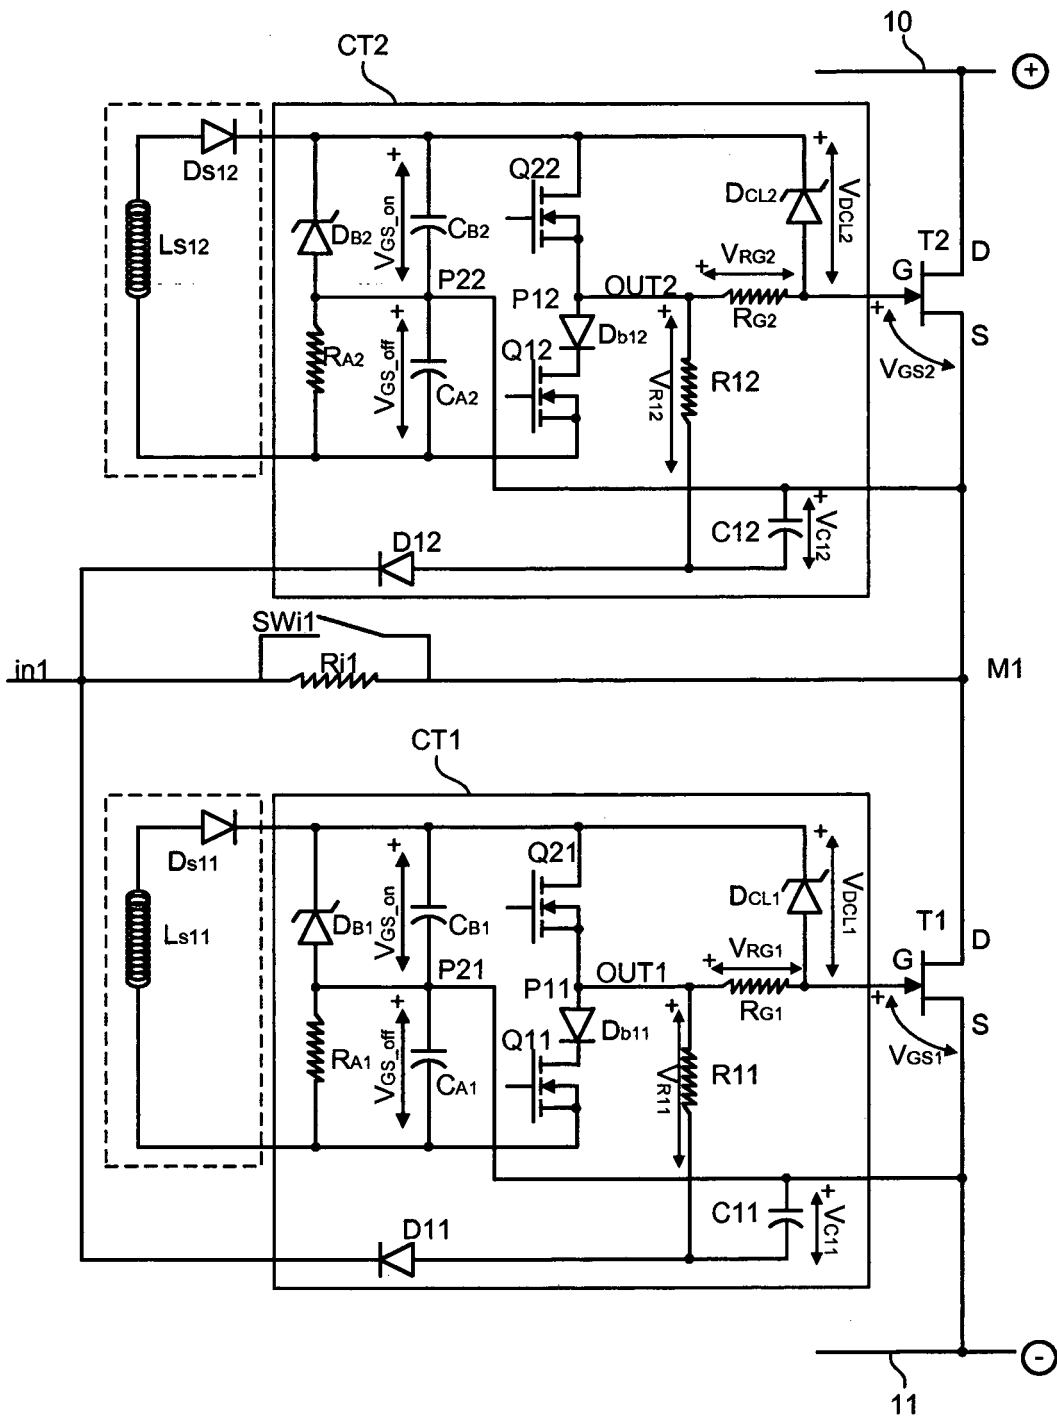 10
+
CT2
DS12
LS12
DB2
+
VGS_on
CB2
Q22
DCL2
+
VDCL2
T2
D
G
S
+
VRG2
P22
P12
OUT2
RG2
+
VGS2
RA2
+
VGS_off
CA2
Q12
Db12
+
VR12
R12
C12
+
VC12
D12
SWi1
in1
Ri1
M1
CT1
Ds11
Ls11
DB1
+
VGS_on
CB1
Q21
DCL1
+
VDCL1
T1
D
G
S
+
VRG1
P21
P11
OUT1
RG1
+
VGS1
RA1
+
VGS_off
CA1
Q11
Db11
+
VR11
R11
C11
+
VC11
D11
-
11